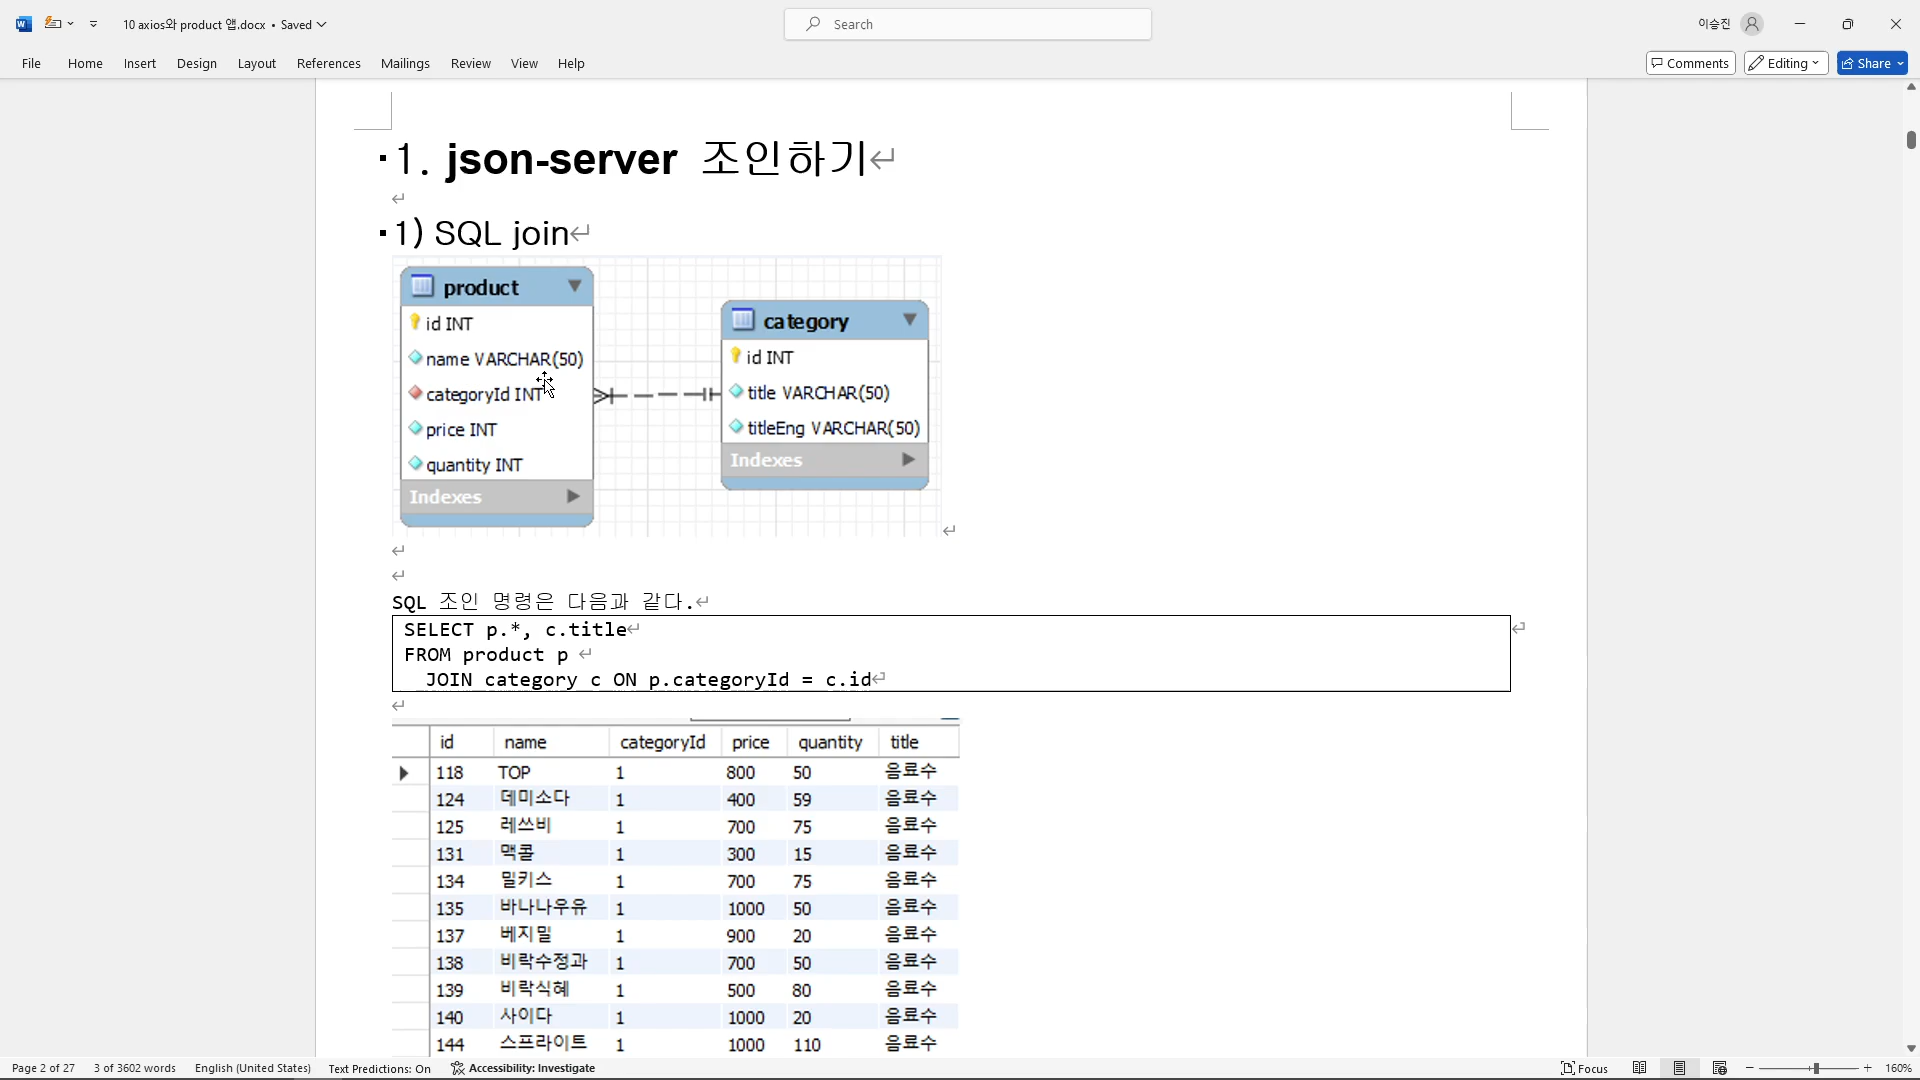 10 axios와 product 앱.docx • Saved
Search
이승진
File Home Insert Design Layout References Mailings Review View Help
Comments Editing Share
1. json-server 조인하기
1) SQL join
product
id INT
name VARCHAR(50)
categoryId INT
price INT
quantity INT
Indexes
category
id INT
title VARCHAR(50)
titleEng VARCHAR(50)
Indexes
SQL 조인 명령은 다음과 같다.
SELECT p.*, c.title
FROM product p
JOIN category c ON p.categoryId = c.id
id name categoryId price quantity title
118 TOP 1 800 50 음료수
124 데미소다 1 400 59 음료수
125 레쓰비 1 700 75 음료수
131 맥콜 1 300 15 음료수
134 밀키스 1 700 75 음료수
135 바나나우유 1 1000 50 음료수
137 베지밀 1 900 20 음료수
138 비락수정과 1 700 50 음료수
139 비락식혜 1 500 80 음료수
140 사이다 1 1000 20 음료수
144 스프라이트 1 1000 110 음료수
Page 2 of 27 3 of 3602 words English (United States) Text Predictions: On Accessibility: Investigate Focus 160%